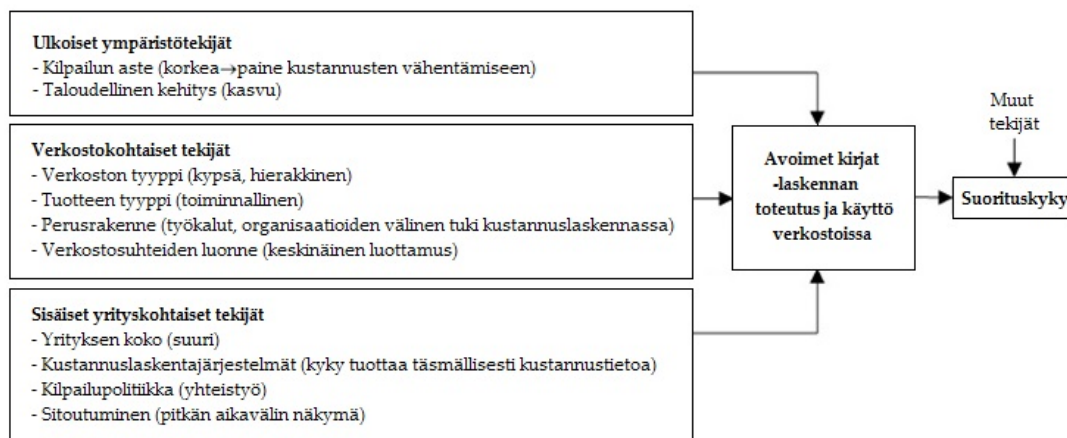 Ulkoiset ympäristötekijät
- Kilpailun aste (korkea→paine kustannusten vähentämiseen)
- Taloudellinen kehitys (kasvu)
Verkostokohtaiset tekijät
- Verkoston tyyppi (kypsä, hierakkinen)
- Tuotteen tyyppi (toiminnallinen)
- Perusrakenne (työkalut, organisaatioiden välinen tuki kustannuslaskennassa)
- Verkostosuhteiden luonne (keskinäinen luottamus)
Sisäiset yrityskohtaiset tekijät
- Yrityksen koko (suuri)
- Kustannuslaskentajärjestelmät (kyky tuottaa täsmällisesti kustannustietoa)
- Kilpailupolitiikka (yhteistyö)
- Sitoutuminen (pitkän aikavälin näkymä)
Avoimet kirjat
-laskennan
toteutus ja käyttö
verkostoissa
Muut
tekijät
Suorituskyky